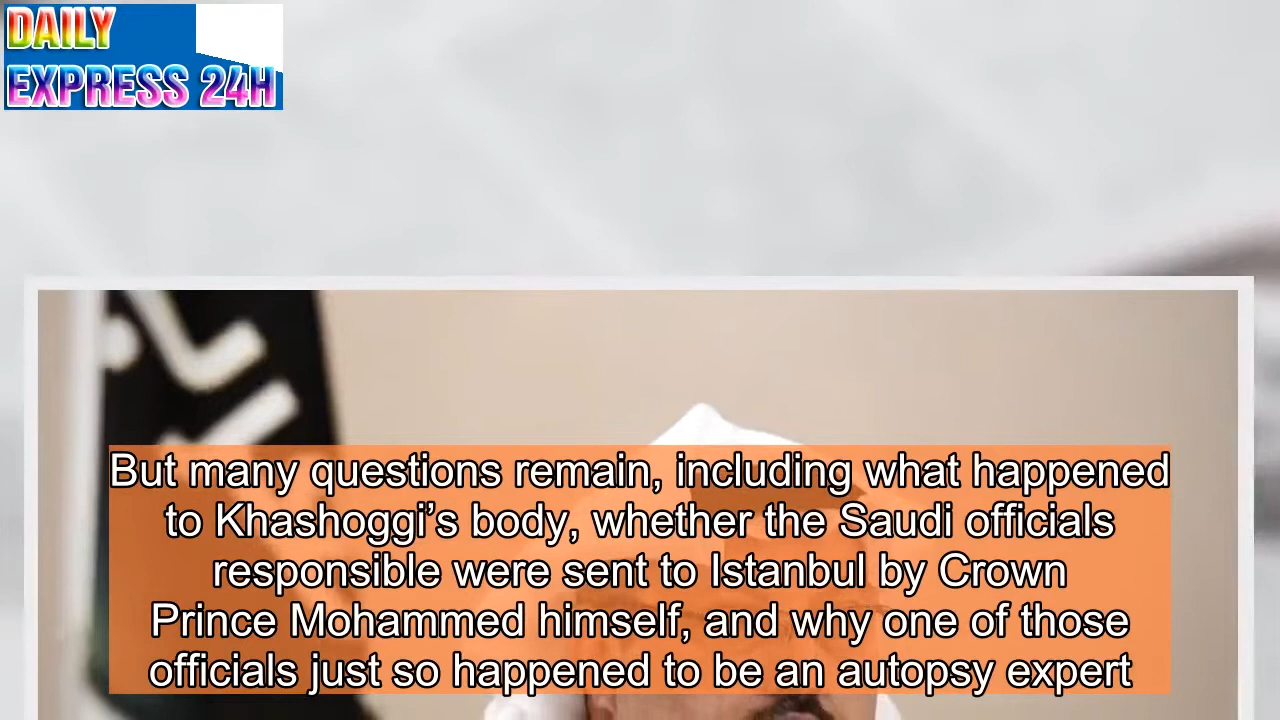 DAILY
EXPRESS 24H
But many questions remain, including what happened
to Khashoggi’s body, whether the Saudi officials
responsible were sent to Istanbul by Crown
Prince Mohammed himself, and why one of those
officials just so happened to be an autopsy expert